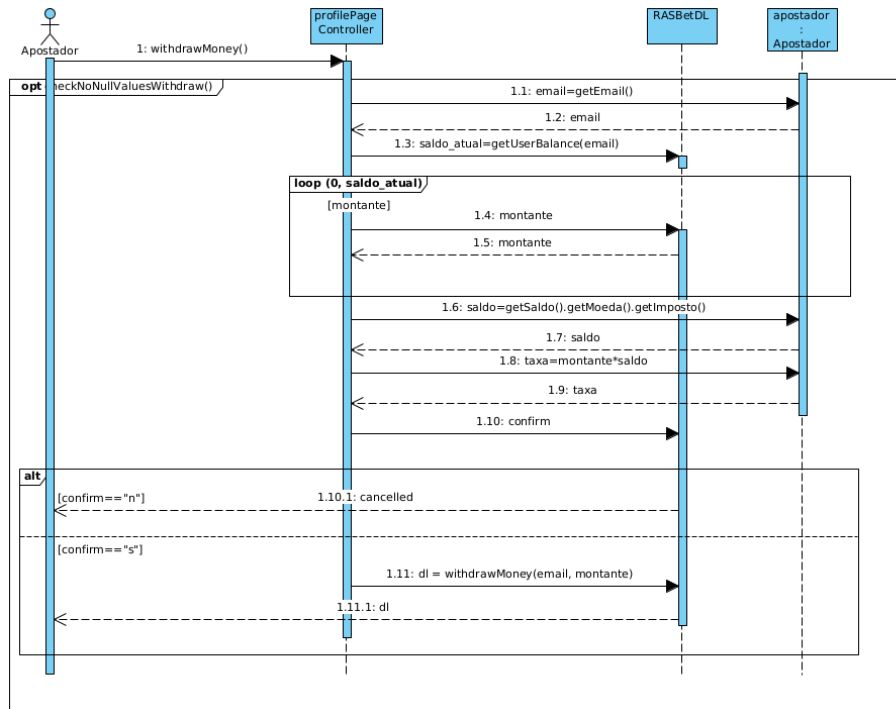 profilePage
Controller
RASBetDL
apostador
:
Apostador
Apostador
1: withdrawMoney()
opt
heckNoNullValuesWithdraw()
1.1: email=getEmail()
1.2: email
1.3: saldo_atual=getUserBalance(email)
loop (0, saldo_atual)
[montante]
1.4: montante
1.5: montante
1.6: saldo=getSaldo().getMoeda().getImposto()
1.7: saldo
1.8: taxa=montante*saldo
1.9: taxa
1.10: confirm
alt
[confirm=="n"]
1.10.1: cancelled
[confirm=="s"]
1.11: dl = withdrawMoney(email, montante)
1.11.1: dl